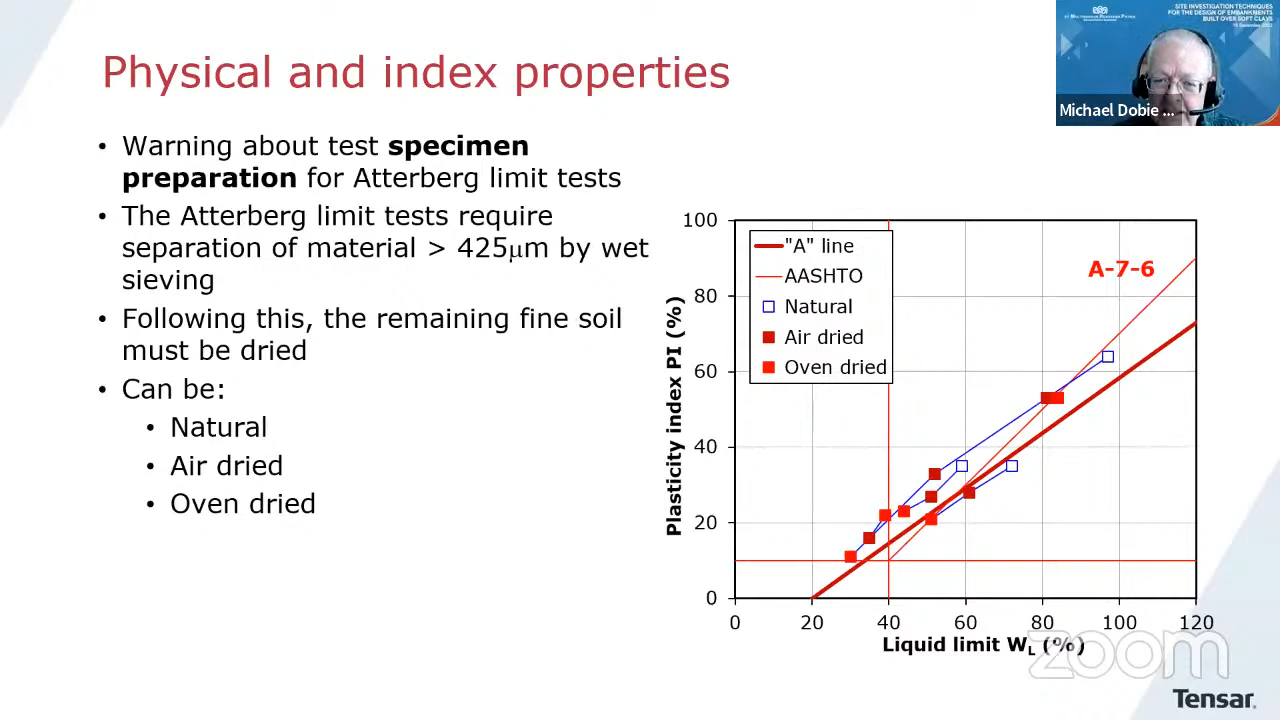 Physical and index properties
• Warning about test specimen
preparation for Atterberg limit tests
• The Atterberg limit tests require
separation of material > 425μm by wet
sieving
• Following this, the remaining fine soil
must be dried
• Can be:
• Natural
• Air dried
• Oven dried
SITE INVESTIGATION TECHNIQUES
FOR THE DESIGN OF EMBANKMENTS
BUILT OVER SOFT CLAYS
Michael Dobie ...
100
80
60
40
20
0
Plasticity index PI (%)
"A" line
AASHTO
Natural
Air dried
Oven dried
A-7-6
0 20 40 60 80 100 120
Liquid limit WL (%)
zoom
Tensar